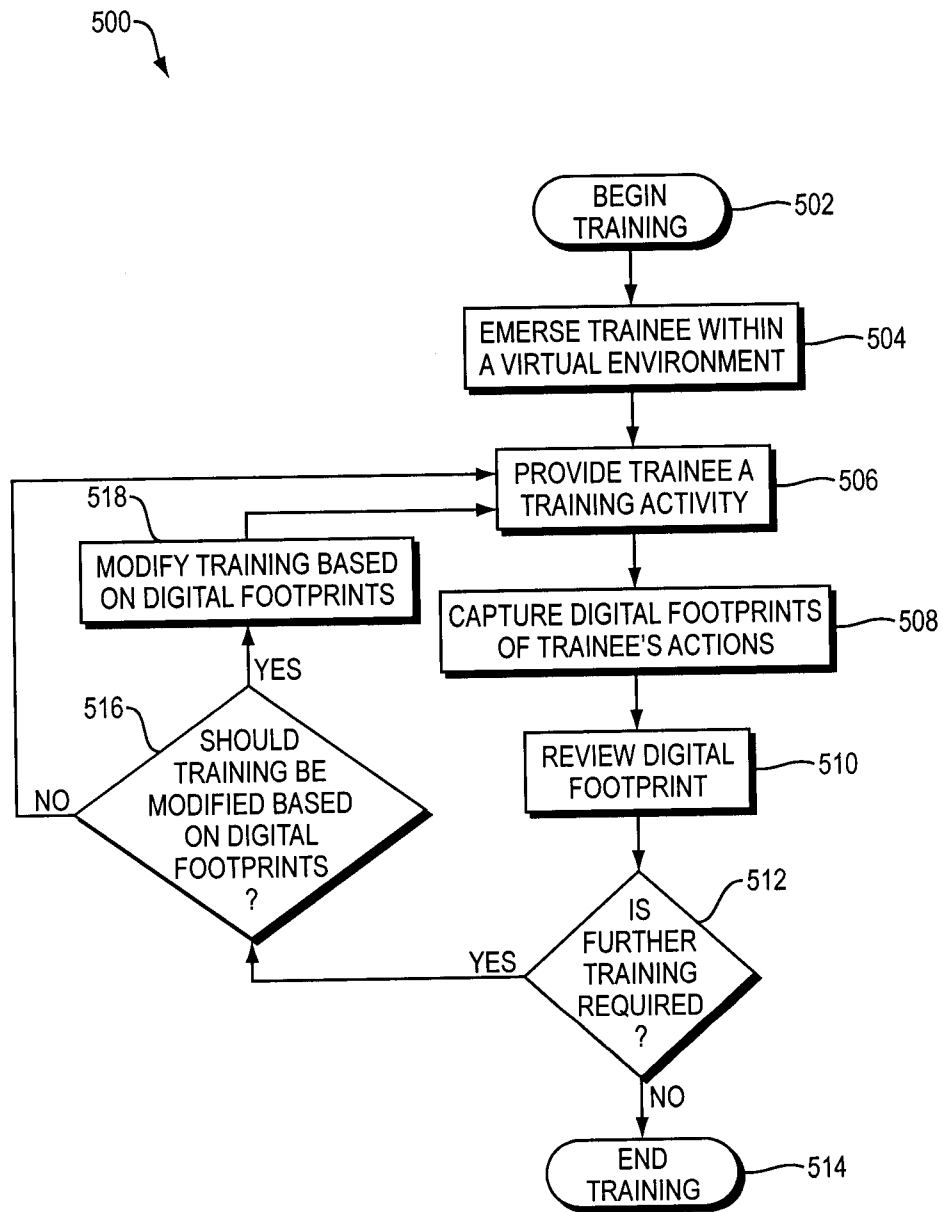 500
BEGIN
TRAINING
502
EMERSE TRAINEE WITHIN
A VIRTUAL ENVIRONMENT
504
PROVIDE TRAINEE A
TRAINING ACTIVITY
506
518
MODIFY TRAINING BASED
ON DIGITAL FOOTPRINTS
CAPTURE DIGITAL FOOTPRINTS
OF TRAINEE'S ACTIONS
508
YES
516
SHOULD
TRAINING BE
MODIFIED BASED
ON DIGITAL
FOOTPRINTS
?
NO
REVIEW DIGITAL
FOOTPRINT
510
512
IS
FURTHER
TRAINING
REQUIRED
?
YES
NO
END
TRAINING
514